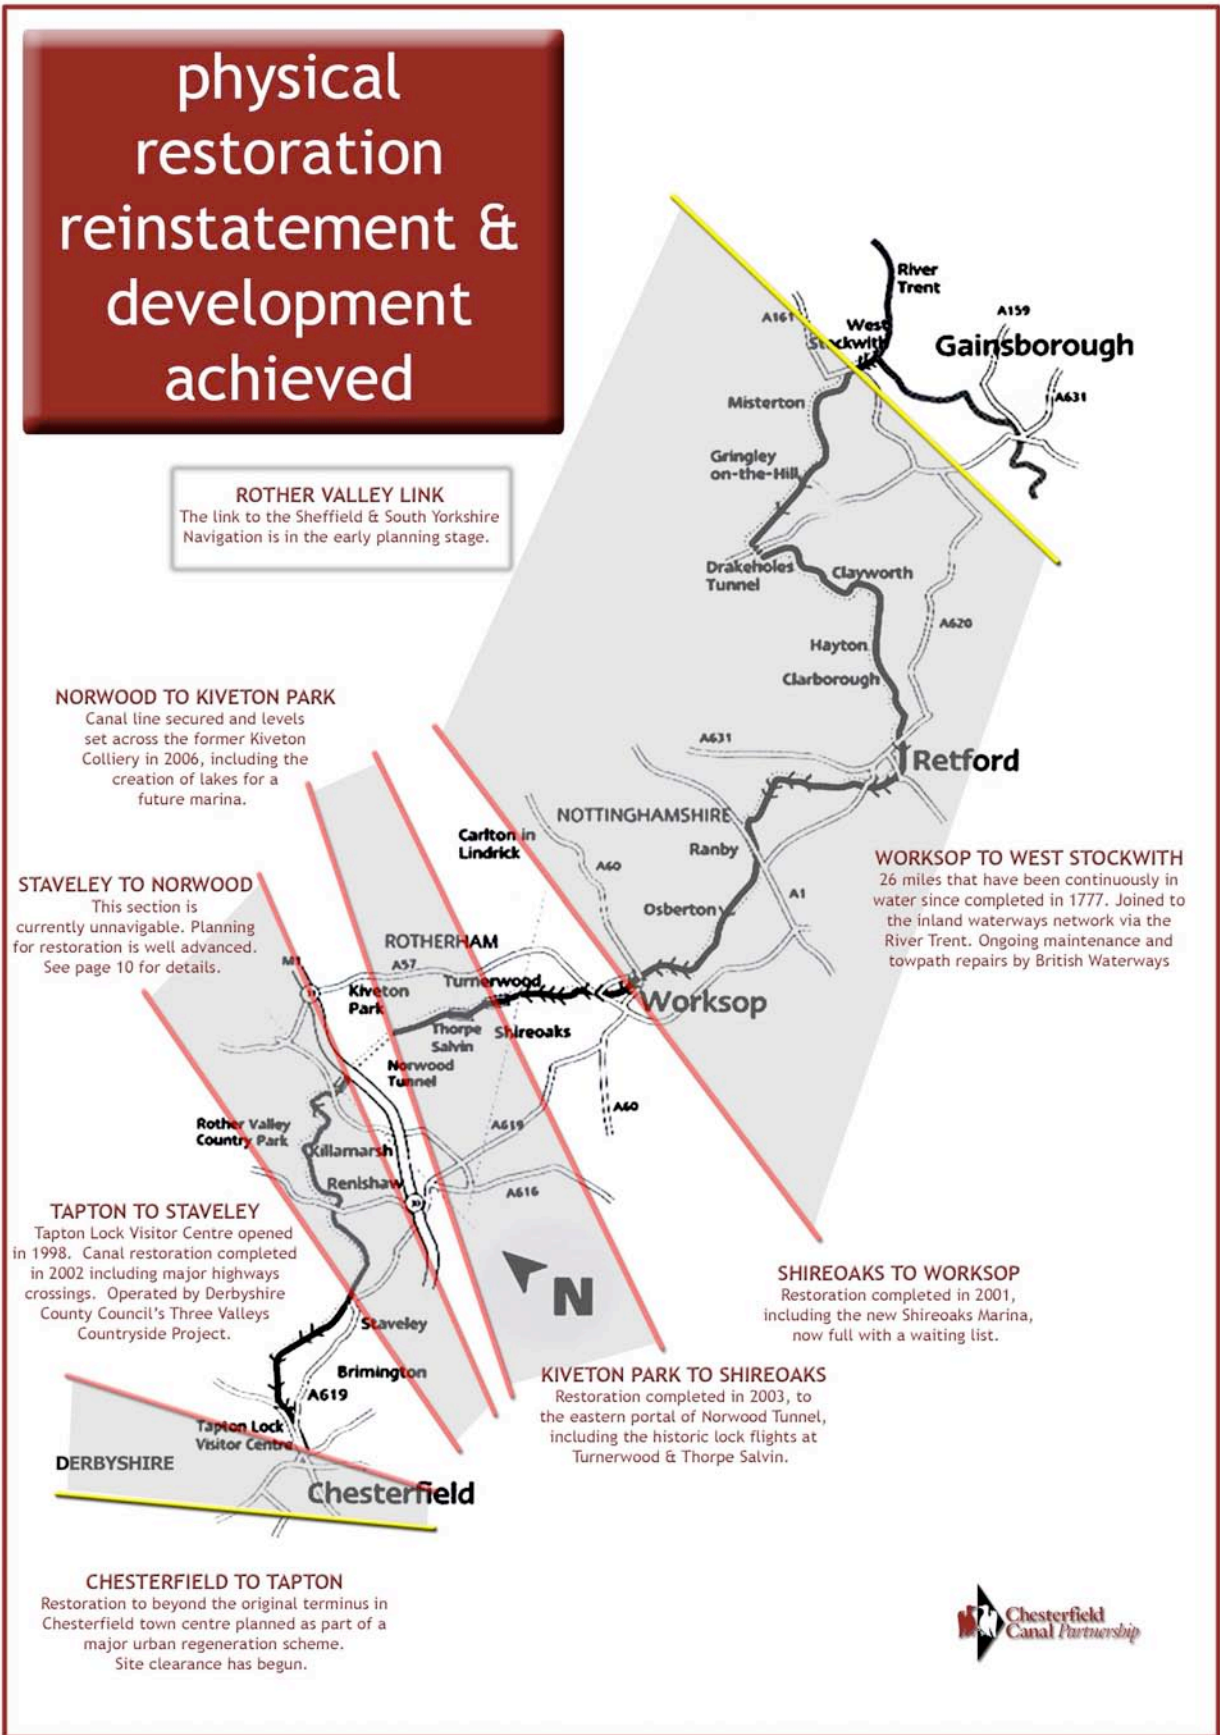 physical
restoration
reinstatement &
development
achieved
River
Trent
A161
West
Stockwith
A159
Gainsborough
A631
Misterton
Gringley
on-the-Hill
ROTHER VALLEY LINK
The link to the Sheffield & South Yorkshire
Navigation is in the early planning stage.
Drakeholes
Tunnel
Clayworth
A620
Hayton
Clarborough
NORWOOD TO KIVETON PARK
Canal line secured and levels
set across the former Kiveton
Colliery in 2006, including the
creation of lakes for a
future marina.
A631
Retford
NOTTINGHAMSHIRE
Carlton in
Lindrick
Ranby
A60
A1
Osberton
WORKSOP TO WEST STOCKWITH
26 miles that have been continuously in
water since completed in 1777. Joined to
the inland waterways network via the
River Trent. Ongoing maintenance and
towpath repairs by British Waterways
STAVELEY TO NORWOOD
This section is
currently unnavigable. Planning
for restoration is well advanced.
See page 10 for details.
ROTHERHAM
M1
A57
Kiveton
Park
Turnerwood
Worksop
Thorpe
Salvin
Shireoaks
Norwood
Tunnel
A60
A619
Rother Valley
Country Park
Killamarsh
Renishaw
A616
TAPTON TO STAVELEY
Tapton Lock Visitor Centre opened
in 1998. Canal restoration completed
in 2002 including major highways
crossings. Operated by Derbyshire
County Council's Three Valleys
Countryside Project.
N
SHIREOAKS TO WORKSOP
Restoration completed in 2001,
including the new Shireoaks Marina,
now full with a waiting list.
Staveley
Brimington
A619
KIVETON PARK TO SHIREOAKS
Restoration completed in 2003, to
the eastern portal of Norwood Tunnel,
including the historic lock flights at
Turnerwood & Thorpe Salvin.
Tapton Lock
Visitor Centre
DERBYSHIRE
Chesterfield
CHESTERFIELD TO TAPTON
Restoration to beyond the original terminus in
Chesterfield town centre planned as part of a
major urban regeneration scheme.
Site clearance has begun.
Chesterfield
Canal Partnership